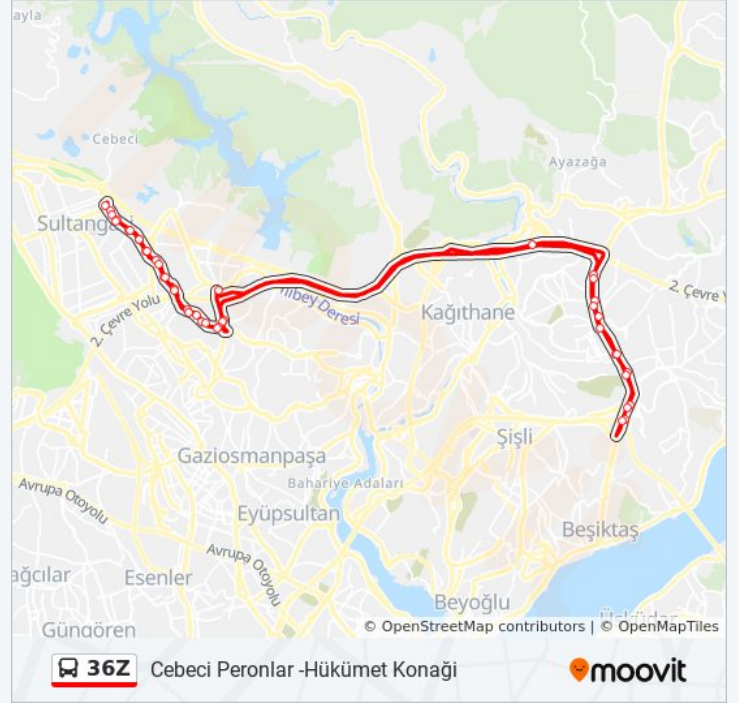 ayla
Cebeci
Ayazağa
Sultangazi
2. Çevre Y
Kağıthane
2. Çevre Yolu
Şişli
Gaziosmanpaşa
Bahariye Adaları
Avrupa Otoyolu
Eyüpsultan
Beşiktaş
Avrupa Otoyolu
ağcılar
Esenler
Beyoğlu
Güngören
© OpenStreetMap contributors | © OpenMapTiles
36Z Cebeci Peronlar -Hükümet Konaği
moovit